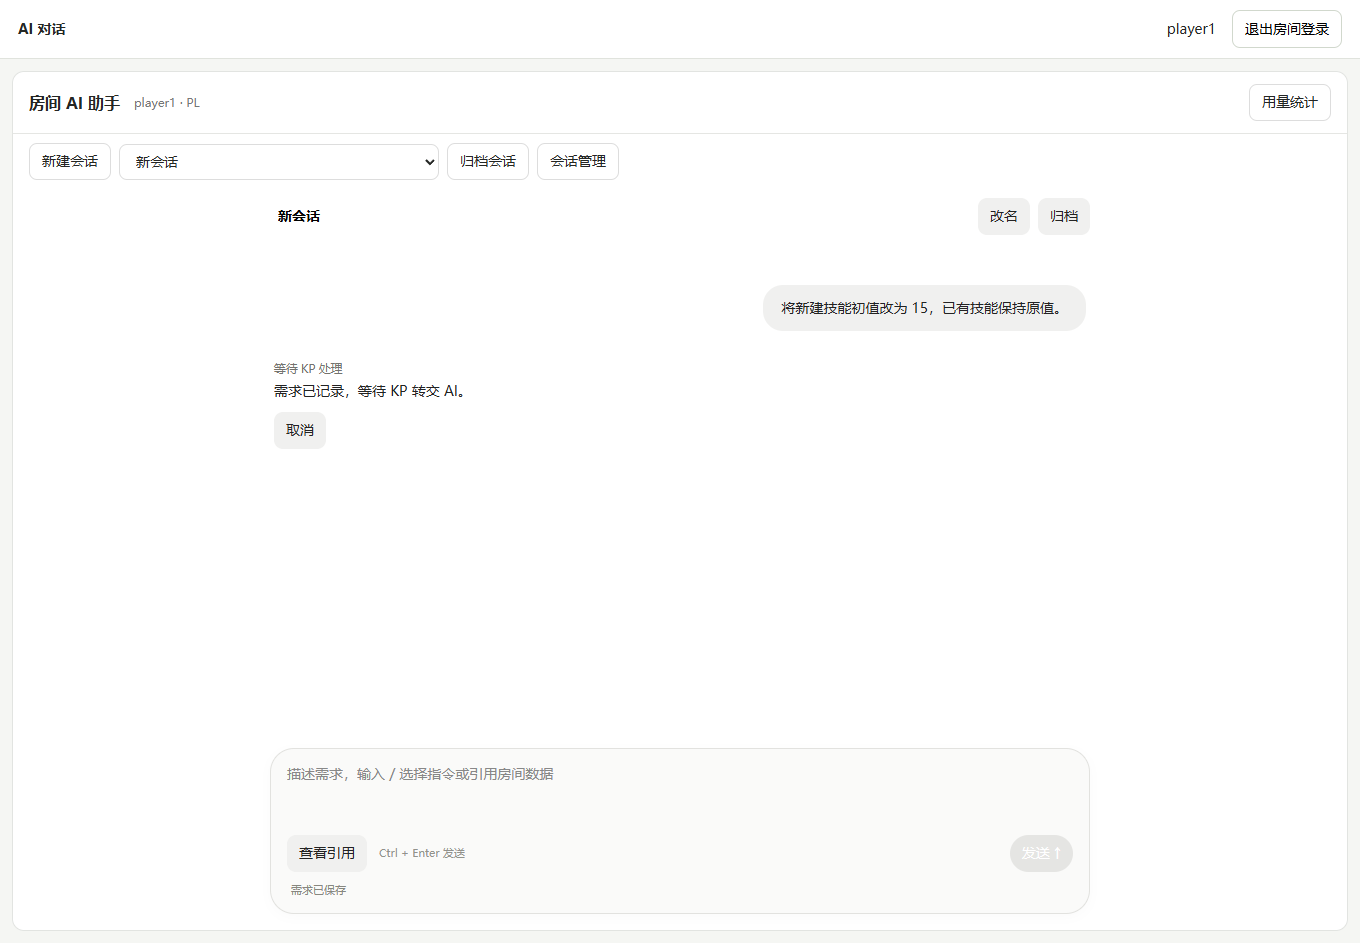 AI 对话
player1
退出房间登录
房间 AI 助手
player1 · PL
用量统计
新建会话
新会话
归档会话
会话管理
新会话
改名
归档
将新建技能初值改为 15，已有技能保持原值。
等待 KP 处理
需求已记录，等待 KP 转交 AI。
取消
描述需求，输入 / 选择指令或引用房间数据
查看引用
Ctrl + Enter 发送
发送 ↑
需求已保存